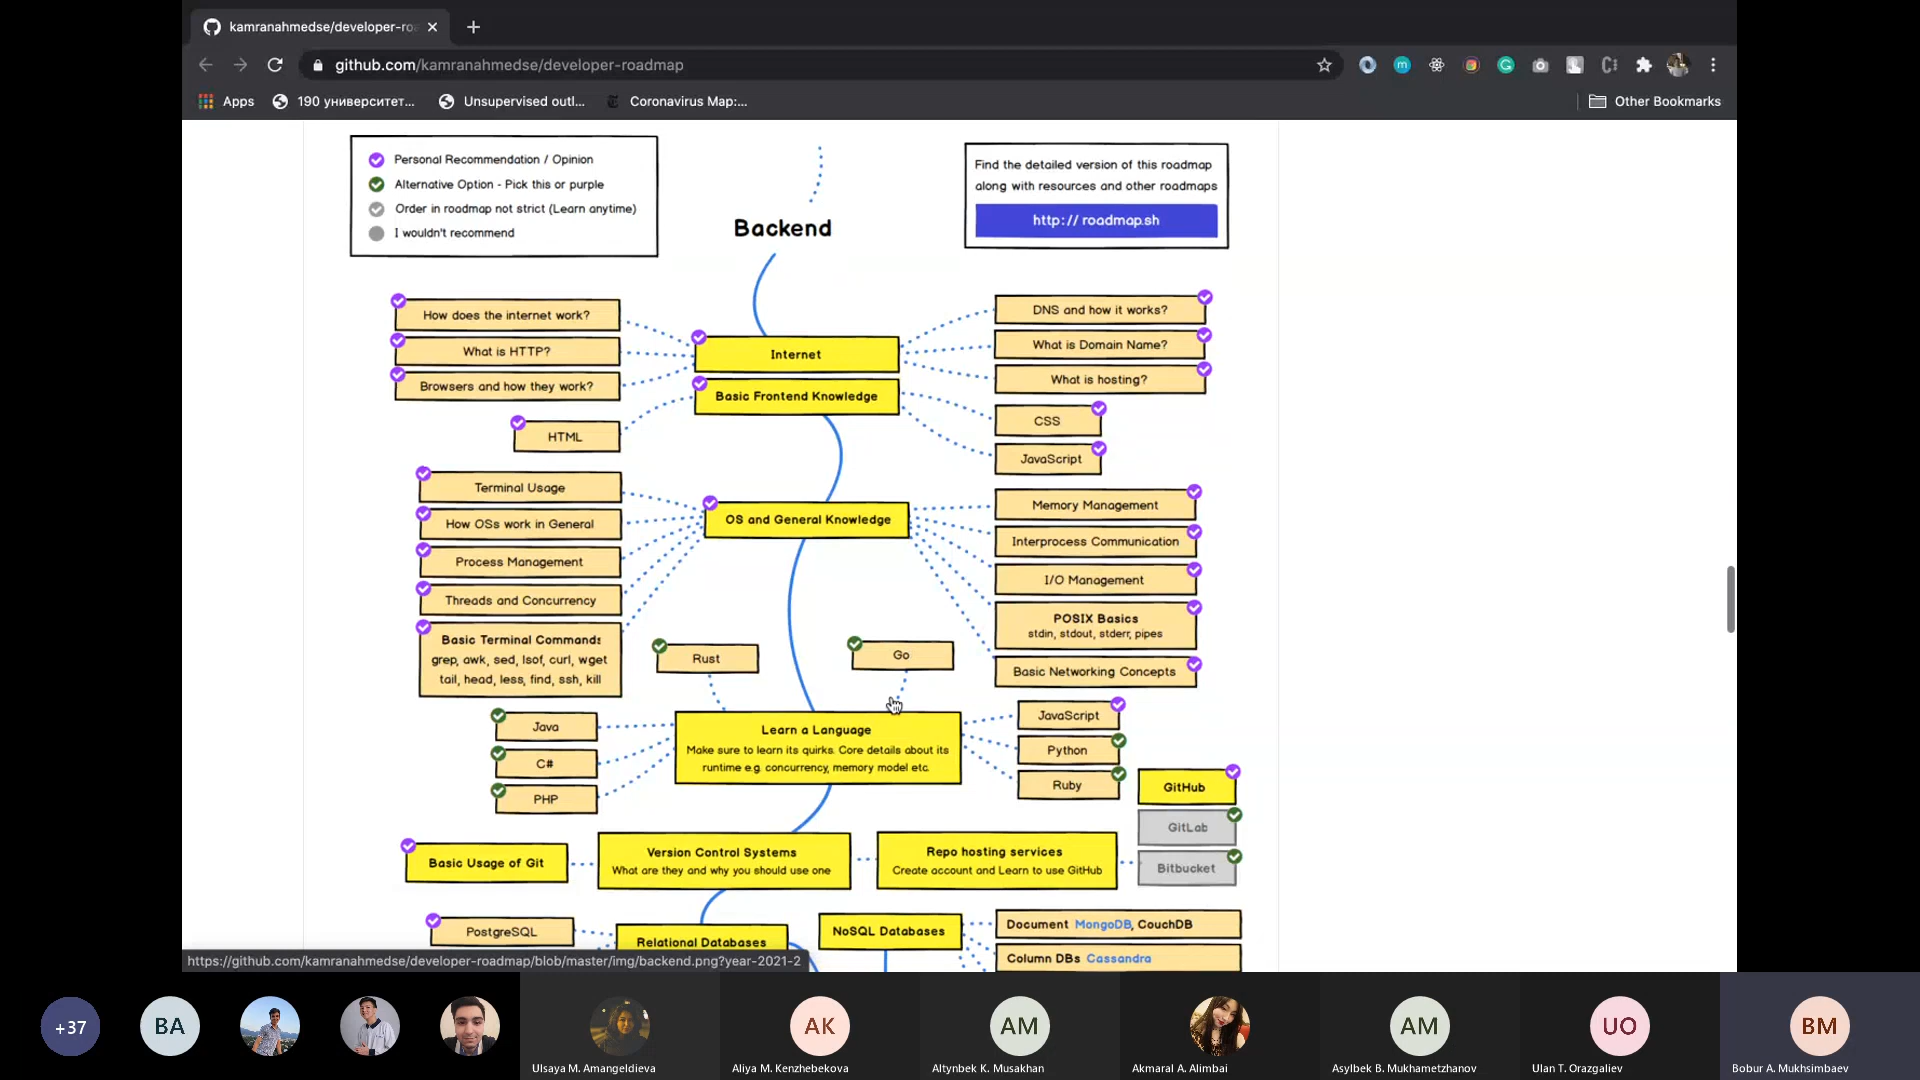 kamranahmedse/developer-roa
github.com/kamranahmedse/developer-roadmap
Apps
190 университет...
Unsupervised outl...
Coronavirus Map:...
Other Bookmarks
Personal Recommendation / Opinion
Alternative Option - Pick this or purple
Order in roadmap not strict (Learn anytime)
I wouldn't recommend
Backend
Find the detailed version of this roadmap
along with resources and other roadmaps
http://roadmap.sh
How does the internet work?
What is HTTP?
Browsers and how they work?
HTML
Internet
Basic Frontend Knowledge
DNS and how it works?
What is Domain Name?
What is hosting?
CSS
JavaScript
Terminal Usage
How OSs work in General
Process Management
Threads and Concurrency
Basic Terminal Commands
grep, awk, sed, lsof, curl, wget
tail, head, less, find, ssh, kill
OS and General Knowledge
Memory Management
Interprocess Communication
I/O Management
POSIX Basics
stdin, stdout, stderr, pipes
Basic Networking Concepts
Rust
Go
Java
C#
PHP
Learn a Language
Make sure to learn its quirks. Core details about its
runtime e.g. concurrency, memory model etc.
JavaScript
Python
Ruby
GitHub
GitLab
Bitbucket
Basic Usage of Git
Version Control Systems
What are they and why you should use one
Repo hosting services
Create account and Learn to use GitHub
PostgreSQL
Relational Databases
NoSQL Databases
Document MongoDB, CouchDB
Column DBs Cassandra
https://github.com/kamranahmedse/developer-roadmap/blob/master/img/backend.png?year-2021-2
+37
BA
Ulsaya M. Amangeldieva
AK
Aliya M. Kenzhebekova
AM
Altynbek K. Musakhan
Akmaral A. Alimbai
AM
Asylbek B. Mukhametzhanov
UO
Ulan T. Orazgaliev
BM
Bobur A. Mukhsimbaev